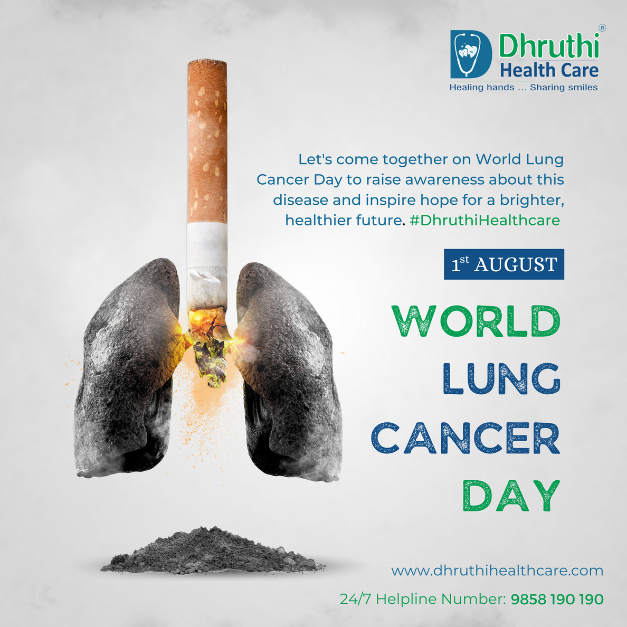 Dhruthi®
Health Care
Healing hands ... Sharing smiles
Let's come together on World Lung
Cancer Day to raise awareness about this
disease and inspire hope for a brighter,
healthier future. #DhruthiHealthcare
1st AUGUST
WORLD
LUNG
CANCER
DAY
www.dhruthihealthcare.com
24/7 Helpline Number: 9858 190 190